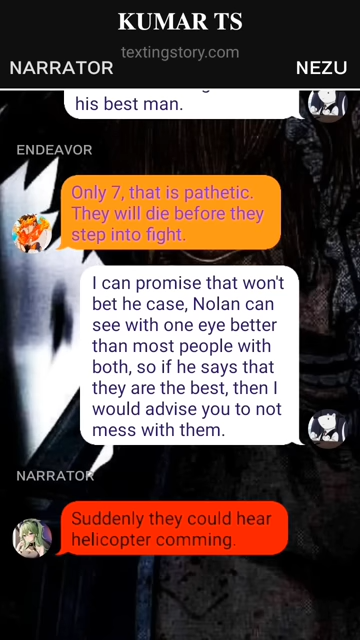 KUMAR TS
textingstory.com
NARRATOR NEZU
his best man.
ENDEAVOR
Only 7, that is pathetic.
They will die before they
step into fight.
I can promise that won't
bet he case, Nolan can
see with one eye better
than most people with
both, so if he says that
they are the best, then I
would advise you to not
mess with them.
NARRATOR
Suddenly they could hear
helicopter comming.